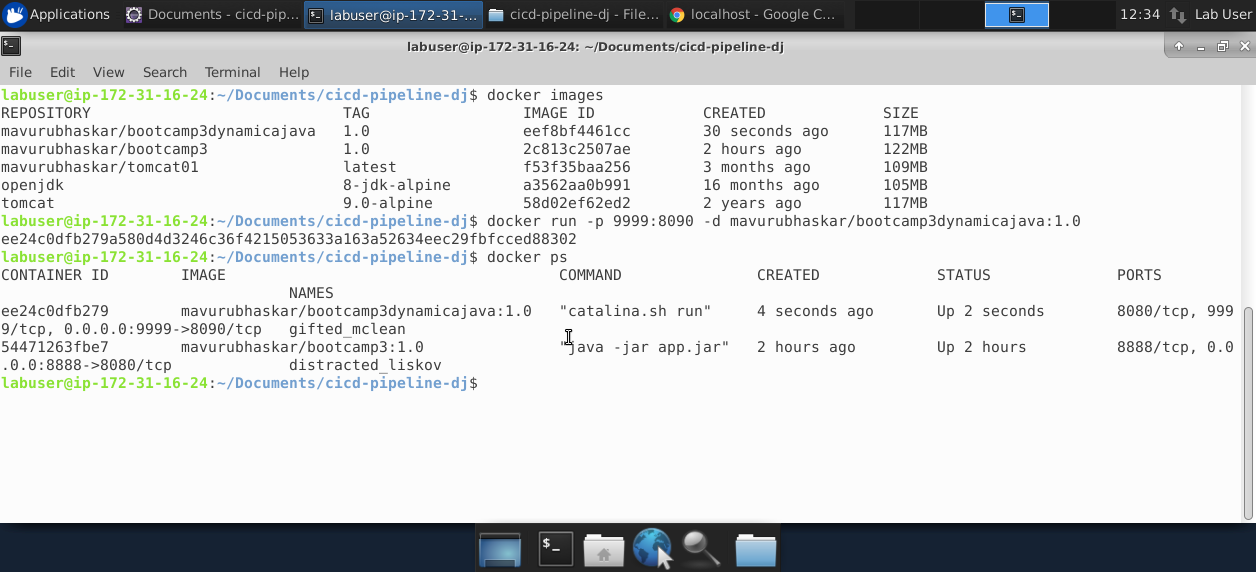 Applications
Documents - cicd-pip...
labuser@ip-172-31-...
cicd-pipeline-dj - File...
localhost - Google C...
12:34
Lab User
labuser@ip-172-31-16-24: ~/Documents/cicd-pipeline-dj
File Edit View Search Terminal Help
labuser@ip-172-31-16-24:~/Documents/cicd-pipeline-dj$ docker images
REPOSITORY TAG IMAGE ID CREATED SIZE
mavurubhaskar/bootcamp3dynamicajava 1.0 eef8bf4461cc 30 seconds ago 117MB
mavurubhaskar/bootcamp3 1.0 2c813c2507ae 2 hours ago 122MB
mavurubhaskar/tomcat01 latest f53f35baa256 3 months ago 109MB
openjdk 8-jdk-alpine a3562aa0b991 16 months ago 105MB
tomcat 9.0-alpine 58d02ef62ed2 2 years ago 117MB
labuser@ip-172-31-16-24:~/Documents/cicd-pipeline-dj$ docker run -p 9999:8090 -d mavurubhaskar/bootcamp3dynamicajava:1.0
ee24c0dfb279a580d4d3246c36f4215053633a163a52634eec29fbfcced88302
labuser@ip-172-31-16-24:~/Documents/cicd-pipeline-dj$ docker ps
CONTAINER ID IMAGE COMMAND CREATED STATUS PORTS
NAMES
ee24c0dfb279 mavurubhaskar/bootcamp3dynamicajava:1.0 "catalina.sh run" 4 seconds ago Up 2 seconds 8080/tcp, 999
9/tcp, 0.0.0.0:9999->8090/tcp gifted_mclean
54471263fbe7 mavurubhaskar/bootcamp3:1.0 "java -jar app.jar" 2 hours ago Up 2 hours 8888/tcp, 0.0
.0.0:8888->8080/tcp distracted_liskov
labuser@ip-172-31-16-24:~/Documents/cicd-pipeline-dj$
$_